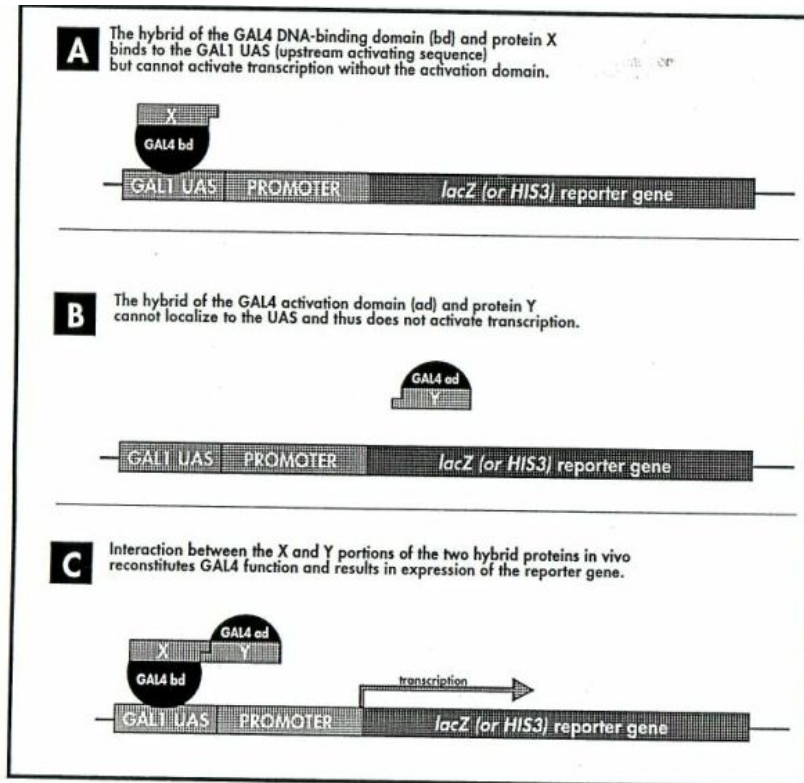 A
The hybrid of the GAL4 DNA-binding domain (bd) and protein X
binds to the GAL1 UAS (upstream activating sequence)
but cannot activate transcription without the activation domain.
X
GAL4 bd
GAL1 UAS PROMOTER lacZ (or HIS3) reporter gene
B
The hybrid of the GAL4 activation domain (ad) and protein Y
cannot localize to the UAS and thus does not activate transcription.
GAL4 ad
Y
GAL1 UAS PROMOTER lacZ (or HIS3) reporter gene
C
Interaction between the X and Y portions of the two hybrid proteins in vivo
reconstitutes GAL4 function and results in expression of the reporter gene.
GAL4 ad
X Y
GAL4 bd
transcription
GAL1 UAS PROMOTER lacZ (or HIS3) reporter gene